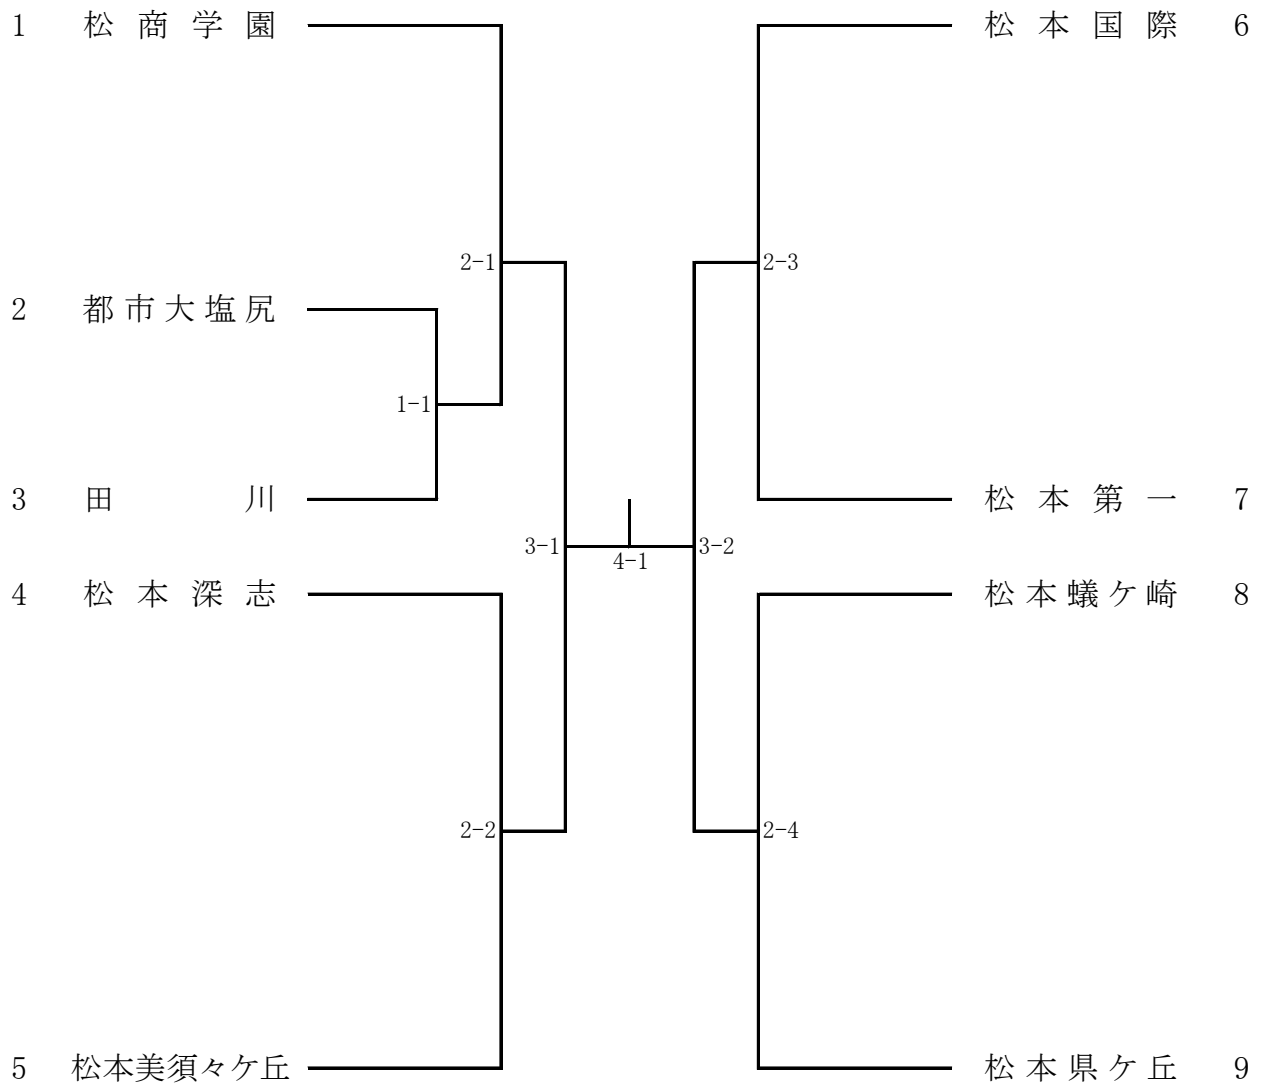 1 松商学園
松本国際 6
2-1
2-3
2 都市大塩尻
1-1
3 田川
松本第一 7
3-1
3-2
4-1
4 松本深志
松本蟻ケ崎 8
2-2
2-4
5 松本美須々ケ丘
松本県ケ丘 9